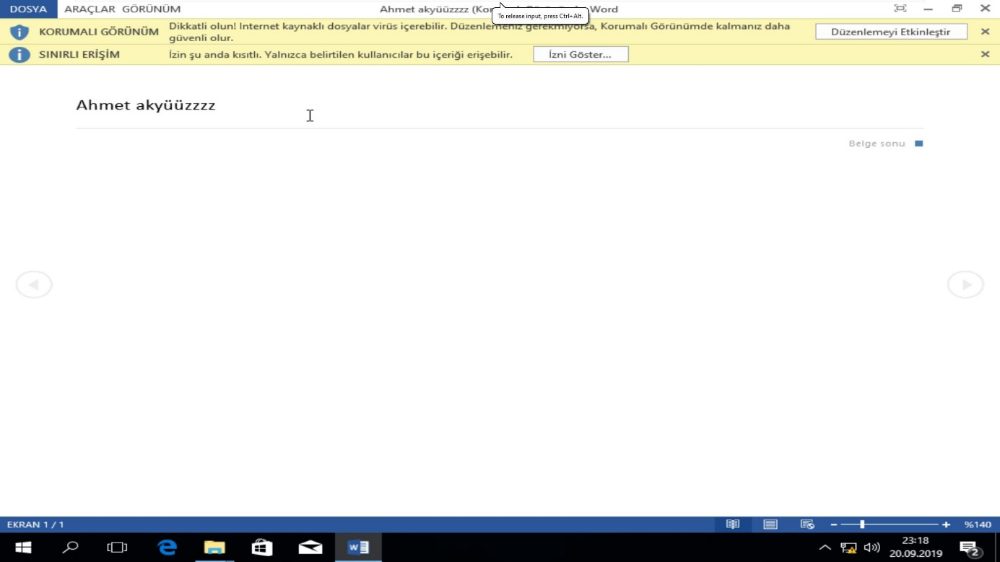 DOSYA ARAÇLAR GÖRÜNÜM Ahmet akyüüzzzz (Kor Word
To release input, press Ctrl+Alt.
KORUMALI GÖRÜNÜM Dikkatli olun! Internet kaynaklı dosyalar virüs içerebilir. Düzenlemeniz gerekmiyorsa, Korumalı Görünümde kalmanız daha
güvenli olur.
Düzenlemeyi Etkinleştir
SINIRLI ERİŞİM İzin şu anda kısıtlı. Yalnızca belirtilen kullanıcılar bu içeriği erişebilir. İzni Göster...
Ahmet akyüüzzzz
Belge sonu
EKRAN 1 / 1 %140
23:18
20.09.2019
2